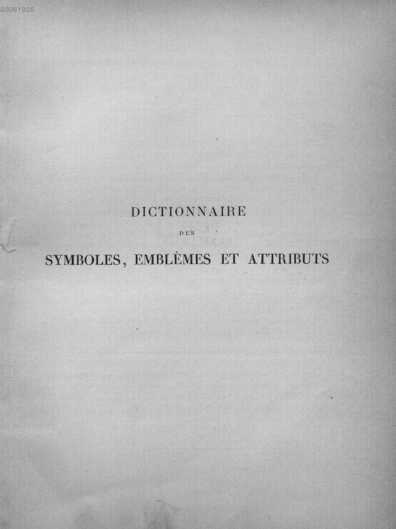 DICTIONNAIRE
DES
SYMBOLES, EMBLÈMES ET ATTRIBUTS